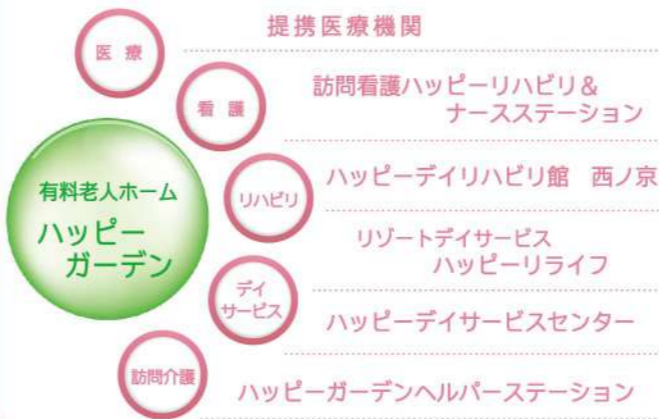 提携医療機関
医療
訪問看護ハッピーリハビリ&
ナースステーション
看護
有料老人ホーム
ハッピー
ガーデン
ハッピーデイリハビリ館　西ノ京
リハビリ
リゾートデイサービス
ハッピーリライフ
デイ
サービス
ハッピーデイサービスセンター
訪問介護
ハッピーガーデンヘルパーステーション